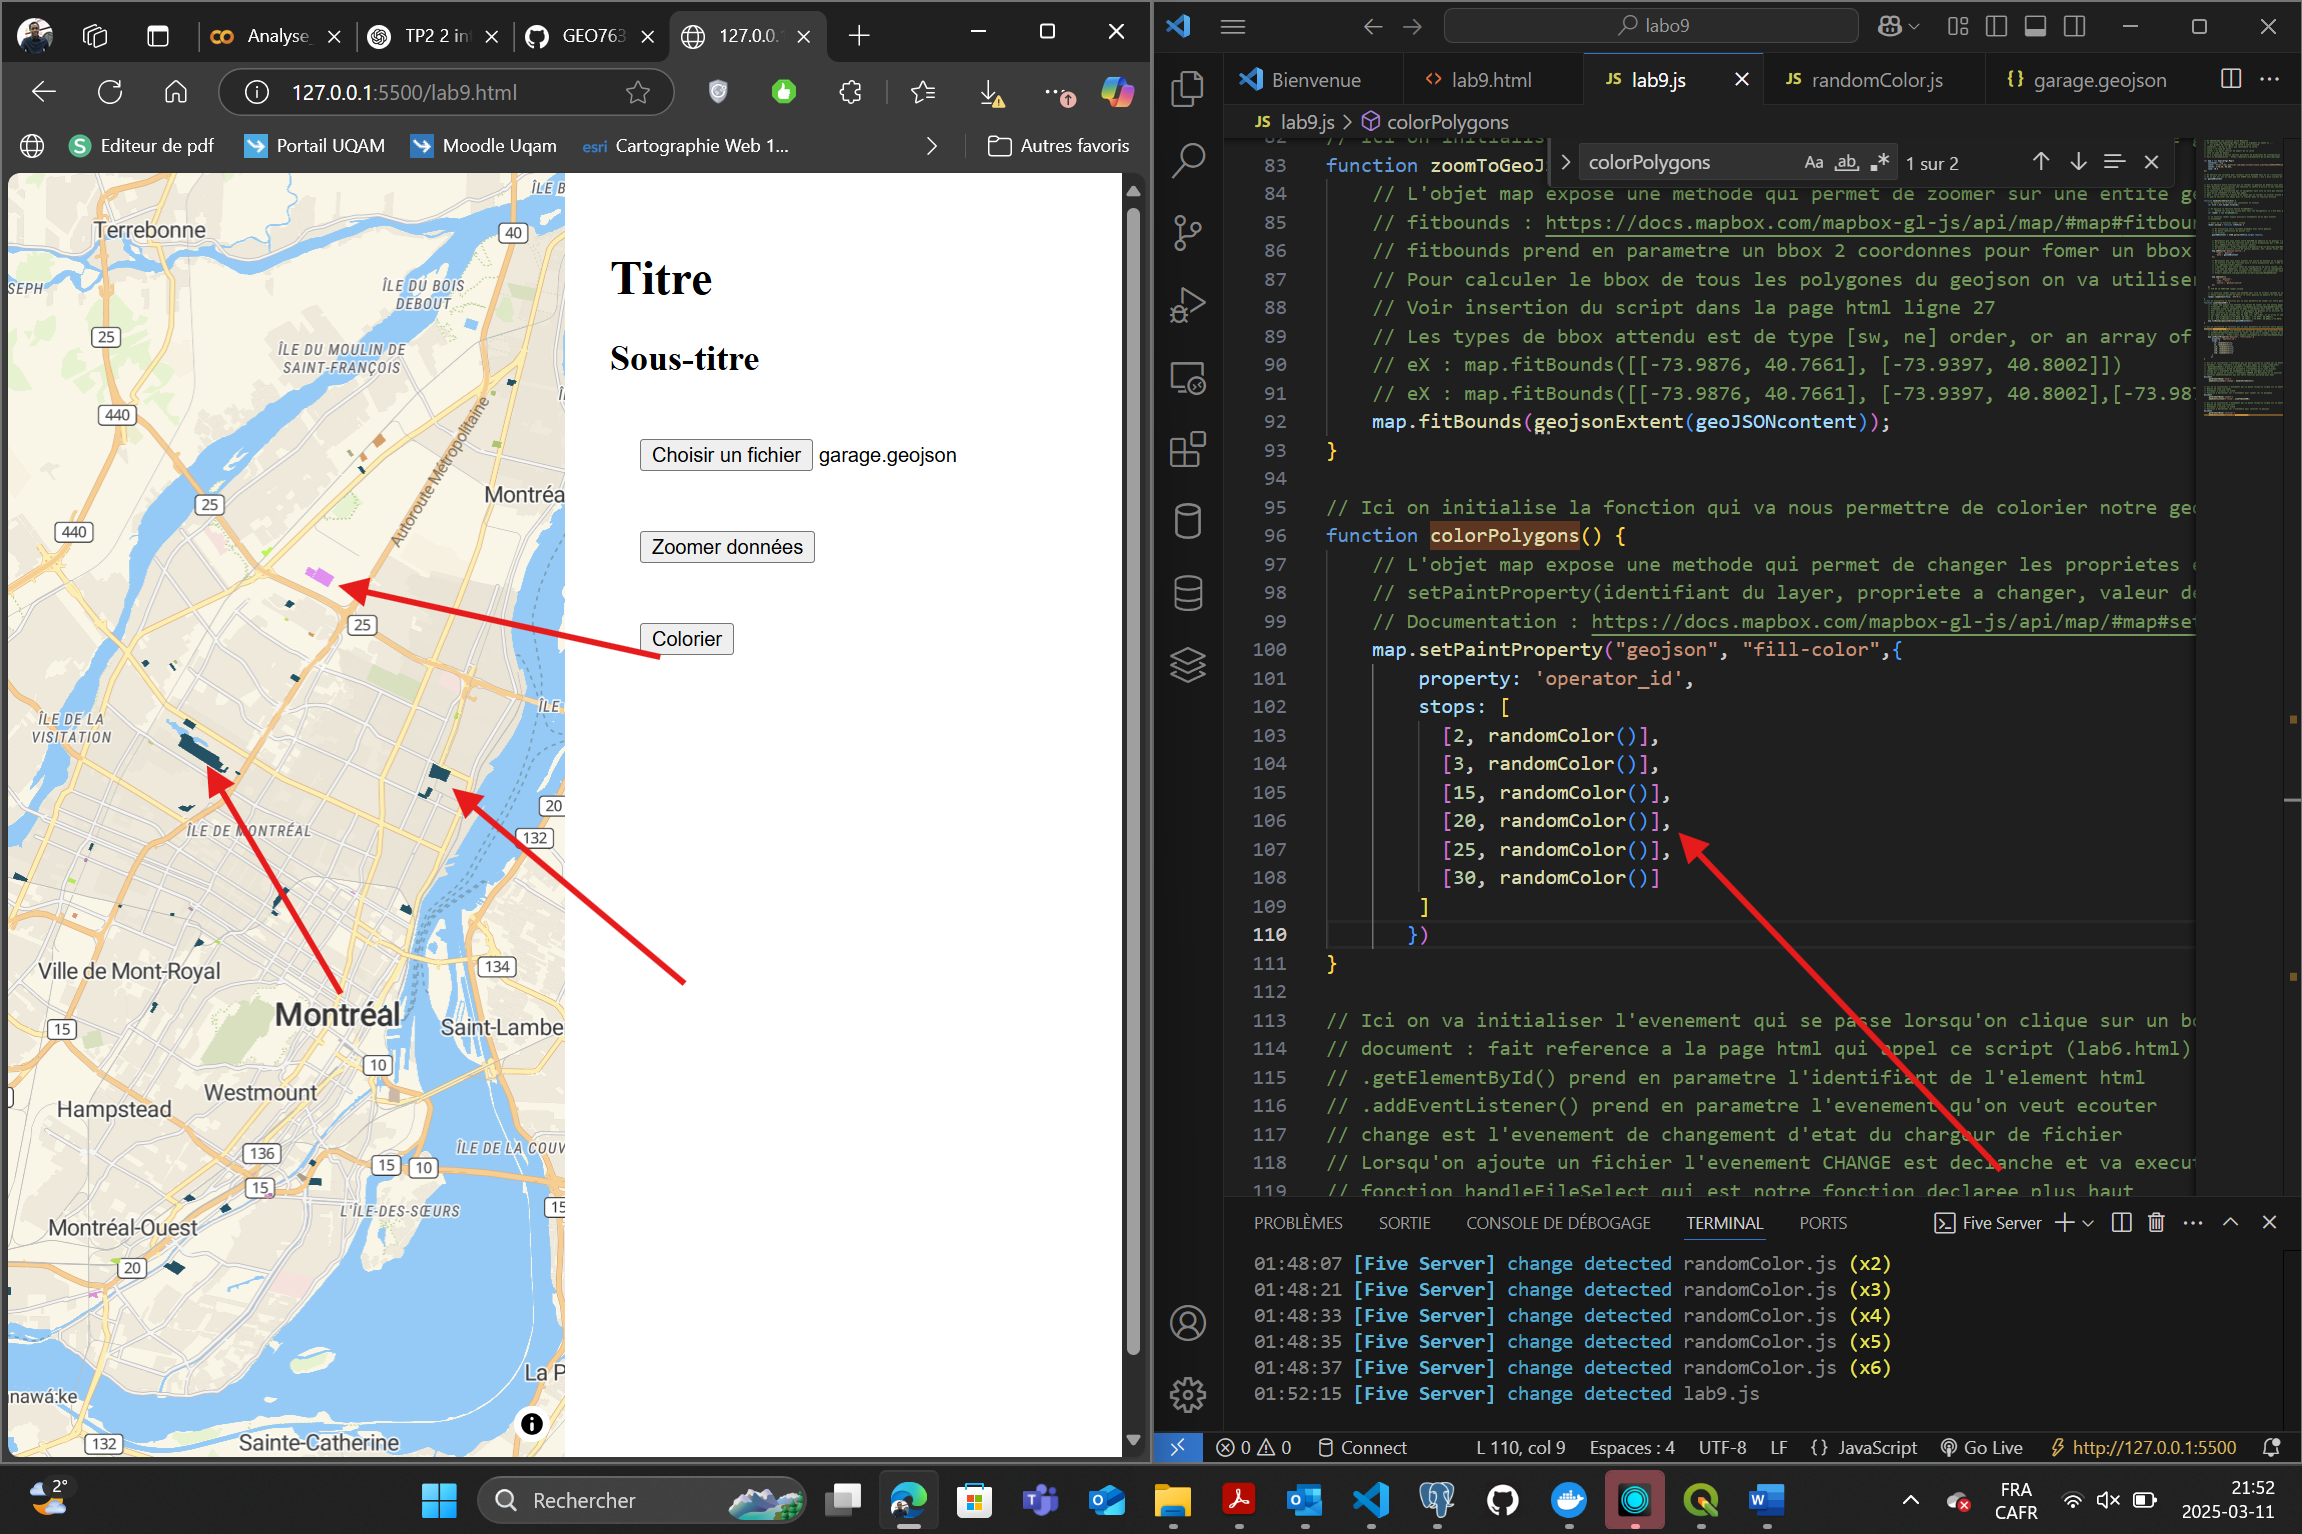 Analyse_
TP2 2 in
GEO763
127.0.0.1
127.0.0.1:5500/lab9.html
Editeur de pdf
Portail UQAM
Moodle Uqam
esri Cartographie Web 1...
Autres favoris
Titre
Sous-titre
Choisir un fichier garage.geojson
Zoomer données
Colorier
ÎLE B
Terrebonne
40
SEPH
ÎLE DU BOIS
DEBOUT
25
ÎLE DU MOULIN DE
SAINT-FRANÇOIS
440
Autoroute Métropolitaine
25
Montréa
440
25
ÎLE DE LA
VISITATION
ÎLE
20
ÎLE DE MONTRÉAL
132
Ville de Mont-Royal
134
Montréal
15
Saint-Lambe
10
Westmount
Hampstead
136
15
10
ÎLE DE LA COUV
15
L'ÎLE-DES-SŒURS
15
Montréal-Ouest
20
La P
nawá:ke
132
Sainte-Catherine
labo9
Bienvenue
lab9.html
JS lab9.js
JS randomColor.js
{} garage.geojson
JS lab9.js > colorPolygons
colorPolygons
Aa ab .*
1 sur 2
82 // Ici on initialis
83 function zoomToGeoJ
84 // L'objet map expose une methode qui permet de zoomer sur une entite g
85 // fitbounds : https://docs.mapbox.com/mapbox-gl-js/api/map/#map#fitbour
86 // fitbounds prend en parametre un bbox 2 coordonnes pour fomer un bbox
87 // Pour calculer le bbox de tous les polygones du geojson on va utiliser
88 // Voir insertion du script dans la page html ligne 27
89 // Les types de bbox attendu est de type [sw, ne] order, or an array of
90 // eX : map.fitBounds([[-73.9876, 40.7661], [-73.9397, 40.8002]])
91 // eX : map.fitBounds([[-73.9876, 40.7661], [-73.9397, 40.8002],[-73.987
92 map.fitBounds(geojsonExtent(geoJSONcontent));
93 }
94
95 // Ici on initialise la fonction qui va nous permettre de colorier notre geo
96 function colorPolygons() {
97 // L'objet map expose une methode qui permet de changer les proprietes
98 // setPaintProperty(identifiant du layer, propriete a changer, valeur de
99 // Documentation : https://docs.mapbox.com/mapbox-gl-js/api/map/#map#set
100 map.setPaintProperty("geojson", "fill-color",{
101 property: 'operator_id',
102 stops: [
103 [2, randomColor()],
104 [3, randomColor()],
105 [15, randomColor()],
106 [20, randomColor()],
107 [25, randomColor()],
108 [30, randomColor()]
109 ]
110 })
111 }
112
113 // Ici on va initialiser l'evenement qui se passe lorsqu'on clique sur un bo
114 // document : fait reference a la page html qui appel ce script (lab6.html)
115 // .getElementById() prend en parametre l'identifiant de l'element html
116 // .addEventListener() prend en parametre l'evenement qu'on veut ecouter
117 // change est l'evenement de changement d'etat du chargeur de fichier
118 // Lorsqu'on ajoute un fichier l'evenement CHANGE est declanche et va execut
119 // fonction handleFileSelect qui est notre fonction declaree plus haut
PROBLÈMES SORTIE CONSOLE DE DÉBOGAGE TERMINAL PORTS Five Server
01:48:07 [Five Server] change detected randomColor.js (x2)
01:48:21 [Five Server] change detected randomColor.js (x3)
01:48:33 [Five Server] change detected randomColor.js (x4)
01:48:35 [Five Server] change detected randomColor.js (x5)
01:48:37 [Five Server] change detected randomColor.js (x6)
01:52:15 [Five Server] change detected lab9.js
0 0 Connect L 110, col 9 Espaces : 4 UTF-8 LF {} JavaScript Go Live http://127.0.0.1:5500
2°
Rechercher
FRA
CAFR
21:52
2025-03-11